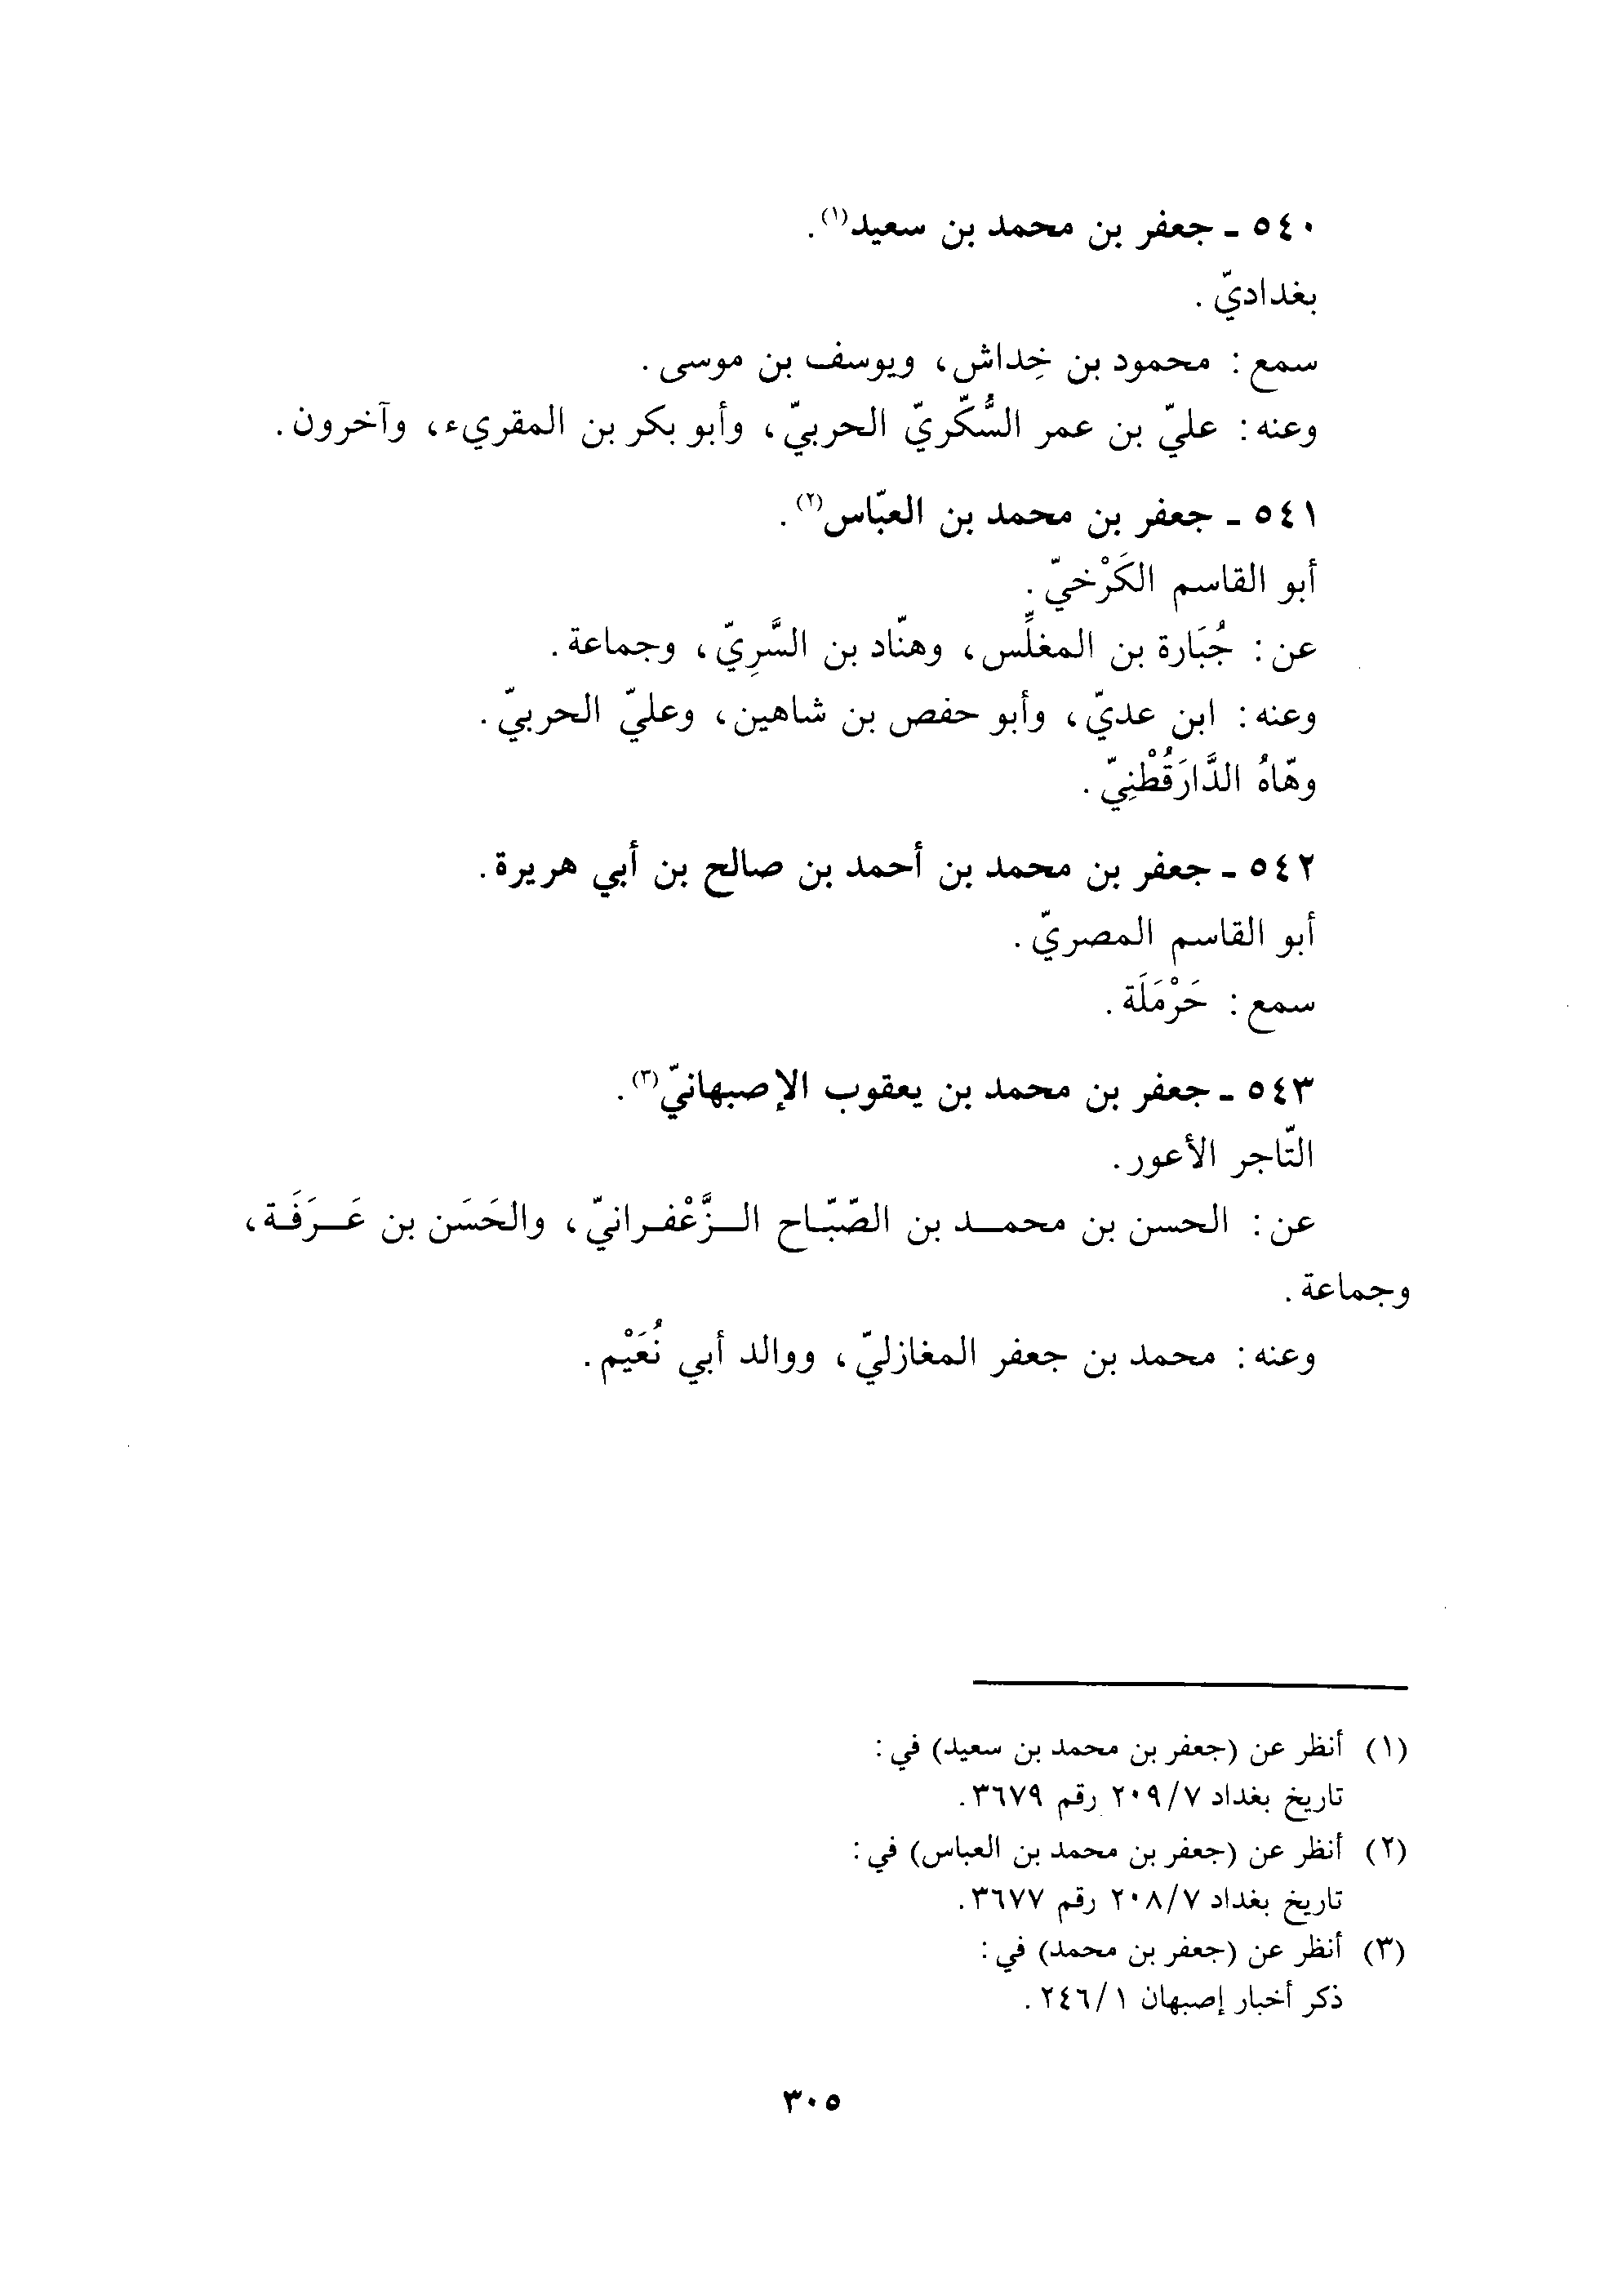 ٥٤٠ ـ جعفر بن محمد بن سعيد(١).
بغداديّ.
سمع: محمود بن خِداش، ويوسف بن موسى.
وعنه: عليّ بن عمر السُّكّريّ الحربيّ، وأبو بكر بن المقريء، وآخرون.
٥٤١ ـ جعفر بن محمد بن العبّاس(٢).
أبو القاسم الكَرْخيّ.
عن: جُبَارة بن المغلِّس، وهنّاد بن السَّرِيّ، وجماعة.
وعنه: ابن عديّ، وأبو حفص بن شاهين، وعليّ الحربيّ.
وهّاهُ الدَّارَقُطْنِيّ.
٥٤٢ ـ جعفر بن محمد بن أحمد بن صالح بن أبي هريرة.
أبو القاسم المصريّ.
سمع: حَرْمَلَة.
٥٤٣ ـ جعفر بن محمد بن يعقوب الإصبهانيّ(٣).
التّاجر الأعور.
عن: الحسن بن محمد بن الصّبّاح الزَّعْفرانيّ، والحَسَن بن عَرَفَة،
وجماعة.
وعنه: محمد بن جعفر المغازليّ، ووالد أبي نُعَيْم.
(١) أنظر عن (جعفر بن محمد بن سعيد) في:
تاريخ بغداد ٢٠٩/٧ رقم ٣٦٧٩.
(٢) أنظر عن (جعفر بن محمد بن العباس) في:
تاريخ بغداد ٢٠٨/٧ رقم ٣٦٧٧.
(٣) أنظر عن (جعفر بن محمد) في:
ذكر أخبار إصبهان ٢٤٦/١.
٣٠٥